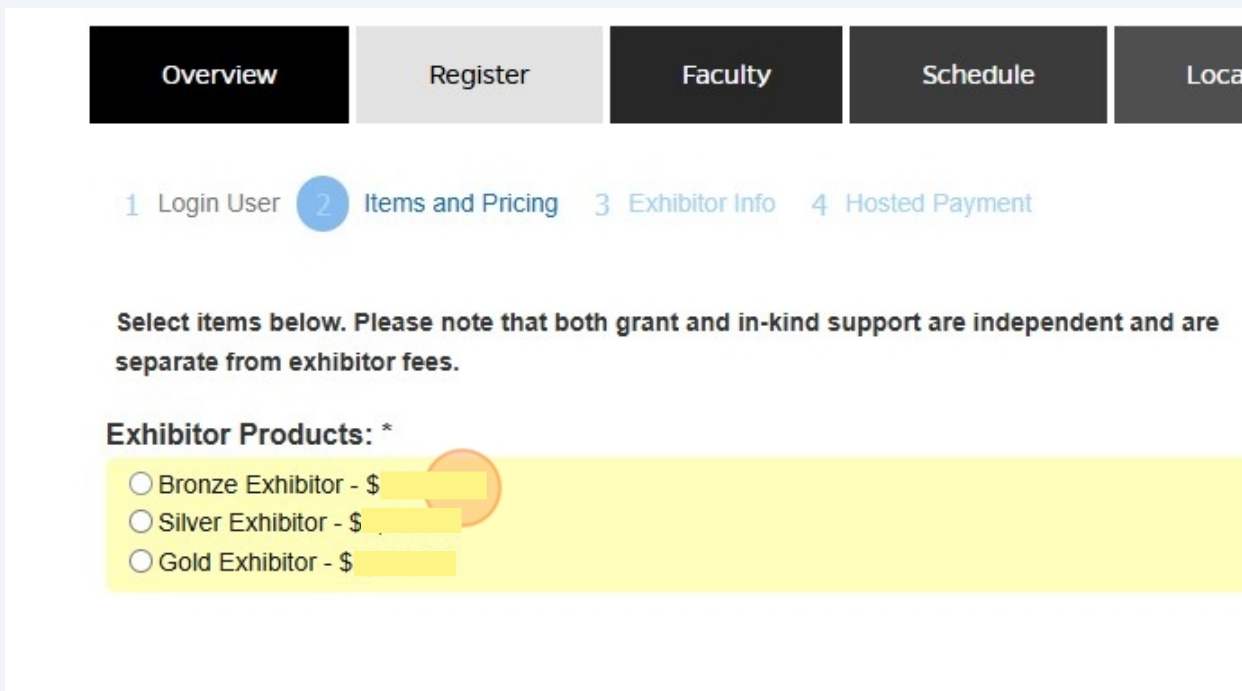 Overview Register Faculty Schedule Loca
1 Login User 2 Items and Pricing 3 Exhibitor Info 4 Hosted Payment
Select items below. Please note that both grant and in-kind support are independent and are
separate from exhibitor fees.
Exhibitor Products: *
Bronze Exhibitor - $
Silver Exhibitor - $
Gold Exhibitor - $